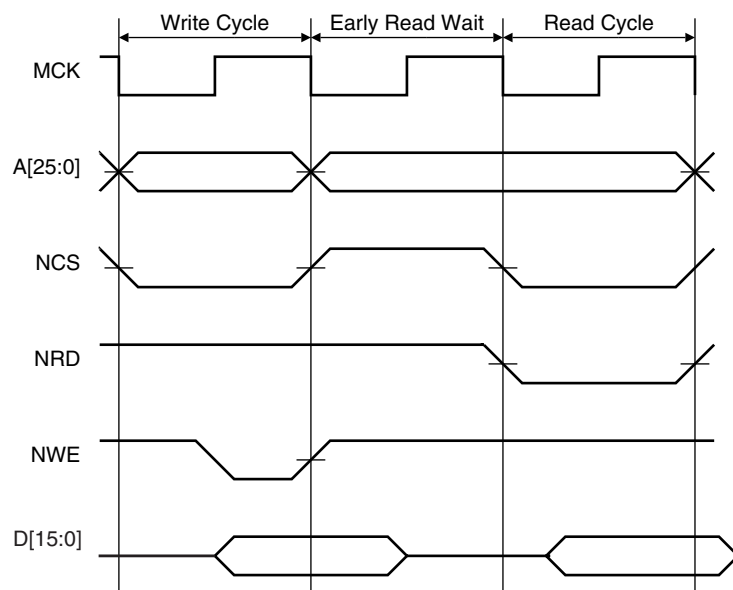 Write Cycle
Early Read Wait
Read Cycle
MCK
A[25:0]
NCS
NRD
NWE
D[15:0]